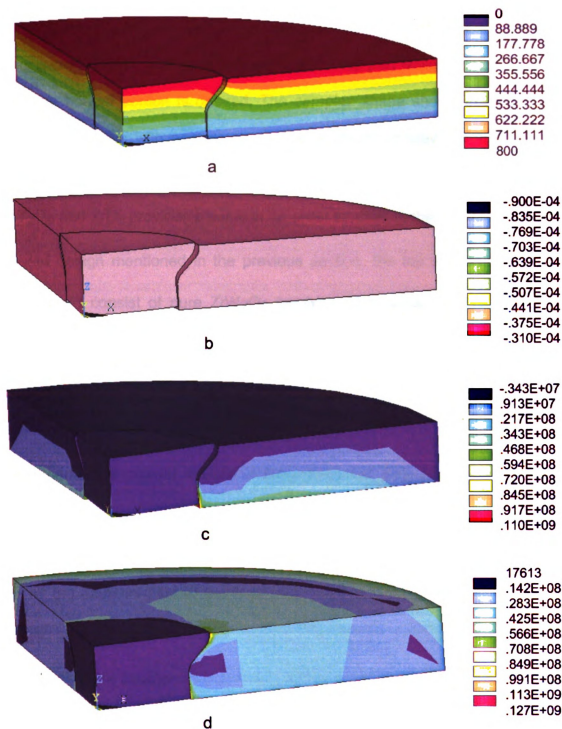 0
88.889
177.778
266.667
355.556
444.444
533.333
622.222
711.111
800
Y X
a
-.900E-04
-.835E-04
-.769E-04
-.703E-04
-.639E-04
-.572E-04
-.507E-04
-.441E-04
-.375E-04
-.310E-04
mentioned in the previous
Z
X
b
-.343E+07
.913E+07
.217E+08
.343E+08
.468E+08
.594E+08
.720E+08
.845E+08
.917E+08
.110E+09
c
17613
.142E+08
.283E+08
.425E+08
.566E+08
.708E+08
.849E+08
.991E+08
.113E+09
.127E+09
Z
Y
d